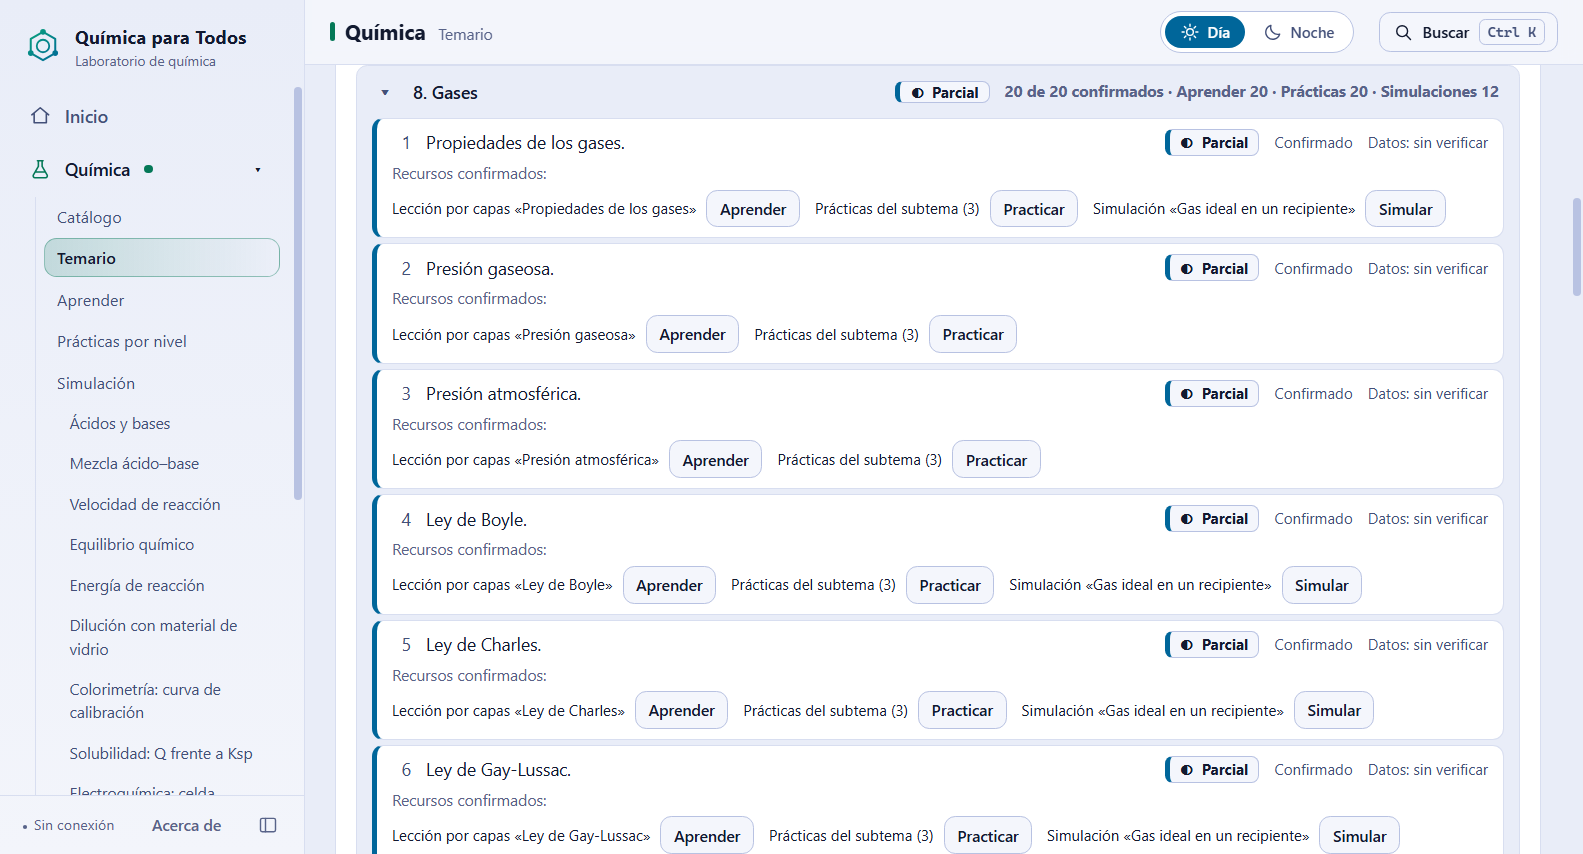 Química para Todos
Laboratorio de química
Inicio
Química
Catálogo
Temario
Aprender
Prácticas por nivel
Simulación
Ácidos y bases
Mezcla ácido–base
Velocidad de reacción
Equilibrio químico
Energía de reacción
Dilución con material de
vidrio
Colorimetría: curva de
calibración
Solubilidad: Q frente a Ksp
Electroquímica: celda
Sin conexión Acerca de
Química Temario
Día Noche
Buscar Ctrl K
8. Gases Parcial 20 de 20 confirmados · Aprender 20 · Prácticas 20 · Simulaciones 12
1 Propiedades de los gases. Parcial Confirmado Datos: sin verificar
Recursos confirmados:
Lección por capas «Propiedades de los gases» Aprender Prácticas del subtema (3) Practicar Simulación «Gas ideal en un recipiente» Simular
2 Presión gaseosa. Parcial Confirmado Datos: sin verificar
Recursos confirmados:
Lección por capas «Presión gaseosa» Aprender Prácticas del subtema (3) Practicar
3 Presión atmosférica. Parcial Confirmado Datos: sin verificar
Recursos confirmados:
Lección por capas «Presión atmosférica» Aprender Prácticas del subtema (3) Practicar
4 Ley de Boyle. Parcial Confirmado Datos: sin verificar
Recursos confirmados:
Lección por capas «Ley de Boyle» Aprender Prácticas del subtema (3) Practicar Simulación «Gas ideal en un recipiente» Simular
5 Ley de Charles. Parcial Confirmado Datos: sin verificar
Recursos confirmados:
Lección por capas «Ley de Charles» Aprender Prácticas del subtema (3) Practicar Simulación «Gas ideal en un recipiente» Simular
6 Ley de Gay-Lussac. Parcial Confirmado Datos: sin verificar
Recursos confirmados:
Lección por capas «Ley de Gay-Lussac» Aprender Prácticas del subtema (3) Practicar Simulación «Gas ideal en un recipiente» Simular